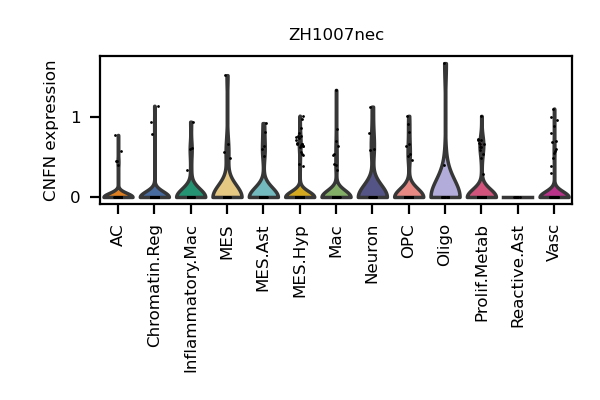 ZH1007nec
CNFN expression
1
0
AC
Chromatin.Reg
Inflammatory.Mac
MES
MES.Ast
MES.Hyp
Mac
Neuron
OPC
Oligo
Prolif.Metab
Reactive.Ast
Vasc